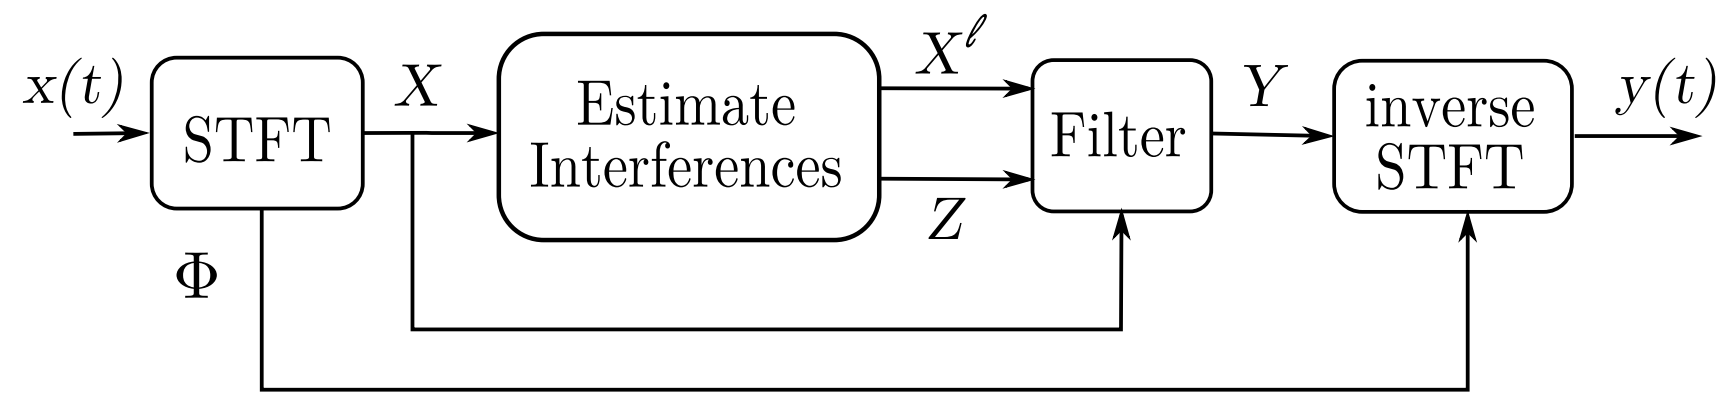 x(t)
STFT
X
Estimate
Interferences
X^ℓ
Z
Filter
Y
inverse
STFT
y(t)
Φ